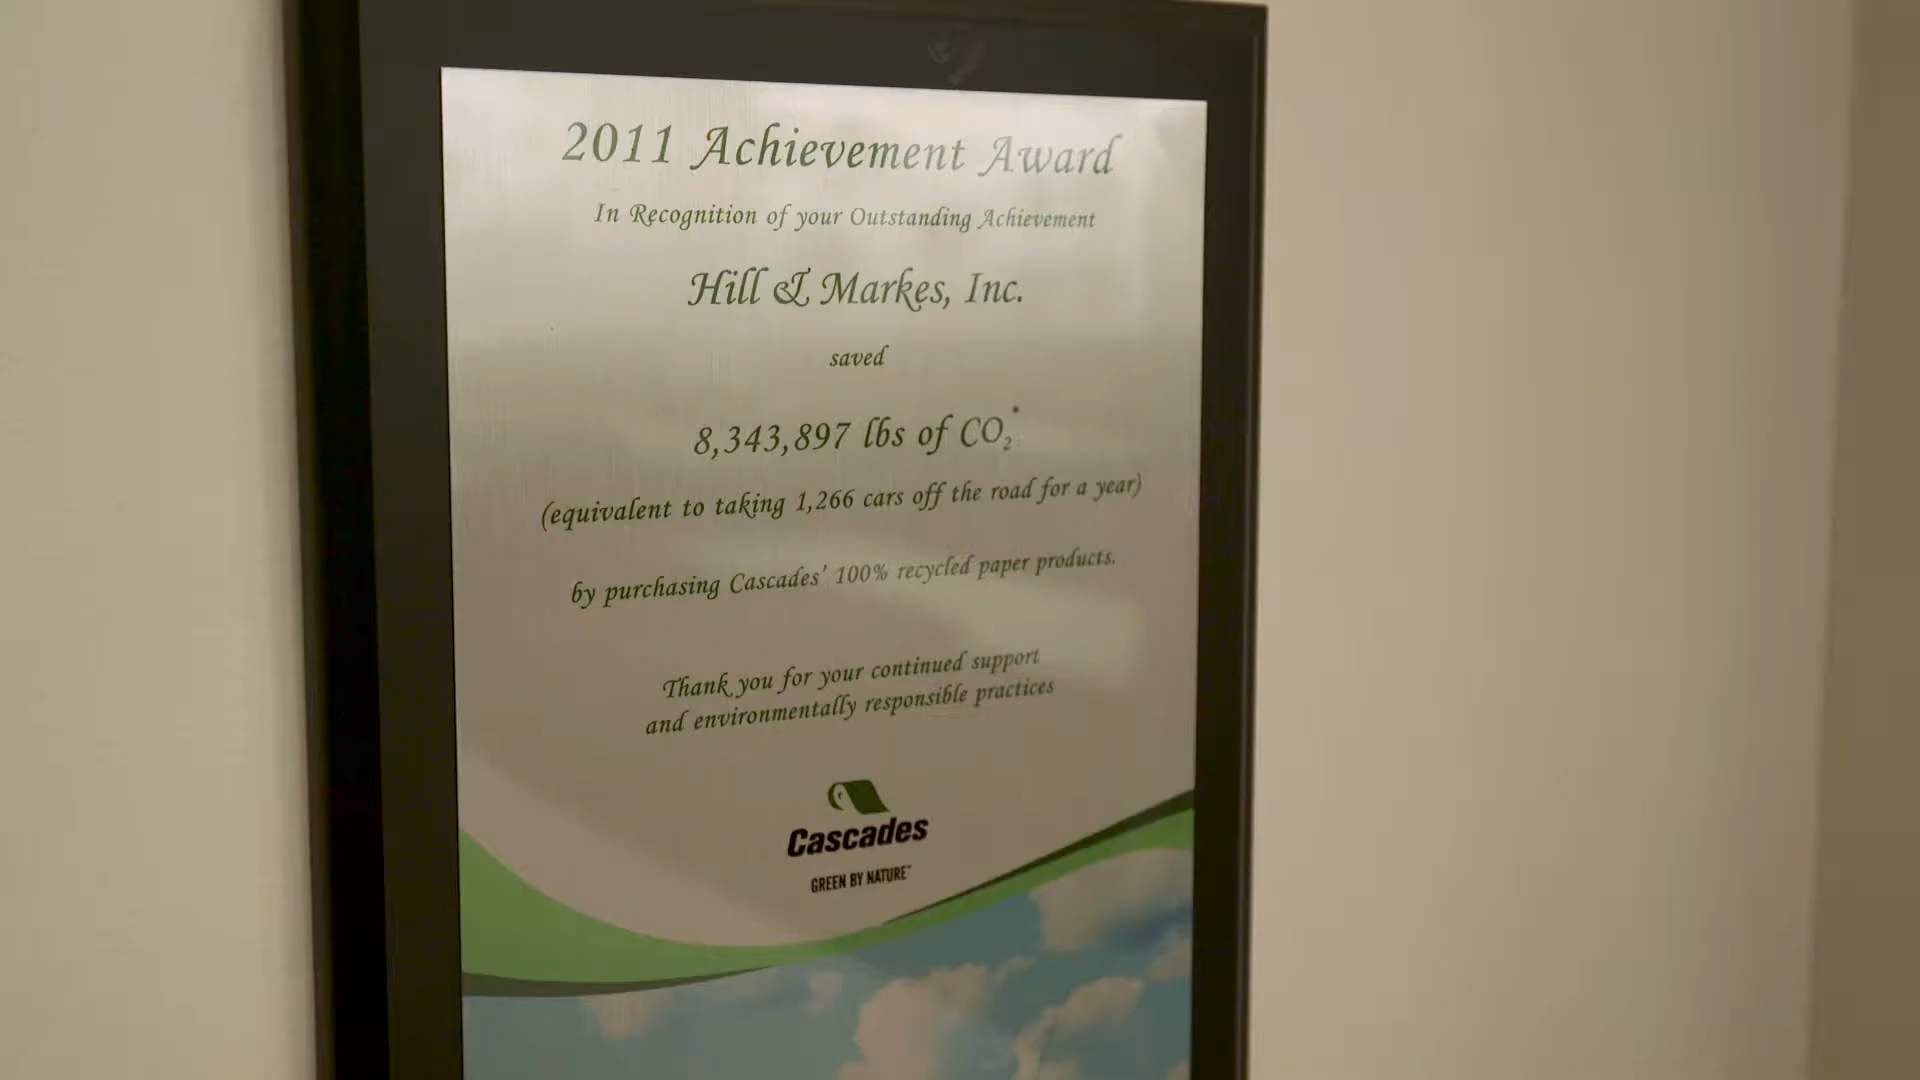 2011 Achievement Award
In Recognition of your Outstanding Achievement
Hill & Markes, Inc.
saved
8,343,897 lbs of CO₂*
(equivalent to taking 1,266 cars off the road for a year)
by purchasing Cascades' 100% recycled paper products.
Thank you for your continued support
and environmentally responsible practices
Cascades
GREEN BY NATURE™